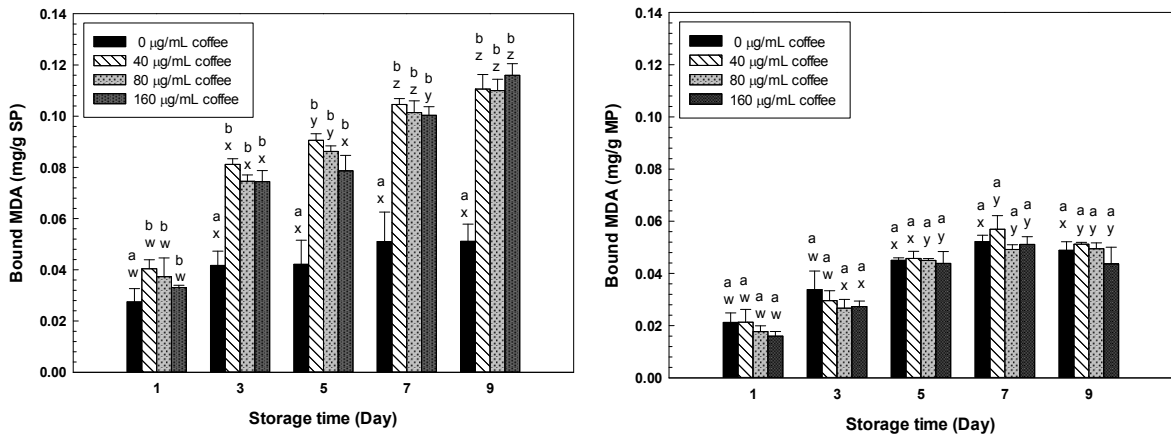 Bound MDA (mg/g SP)
0.14
0.12
0.10
0.08
0.06
0.04
0.02
0.00
0 μg/mL coffee
40 μg/mL coffee
80 μg/mL coffee
160 μg/mL coffee
a b b b
w w w w
a b b b
x x x x
a b b b
x y y x
a b b b
x z z y
a b b b
x z z z
1 3 5 7 9
Storage time (Day)
Bound MDA (mg/g MP)
0.14
0.12
0.10
0.08
0.06
0.04
0.02
0.00
0 μg/mL coffee
40 μg/mL coffee
80 μg/mL coffee
160 μg/mL coffee
a a a a
w w w w
a a a a
w w x x
a a a a
x x y y
a a a a
x y y y
a a a a
x y y y
1 3 5 7 9
Storage time (Day)